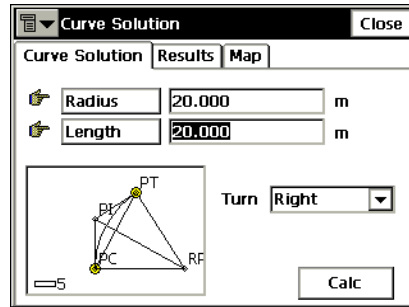 Curve Solution Close
Curve Solution Results Map
Radius 20.000 m
Length 20.000 m
PT
PI
Turn Right
PC RP
5
Calc